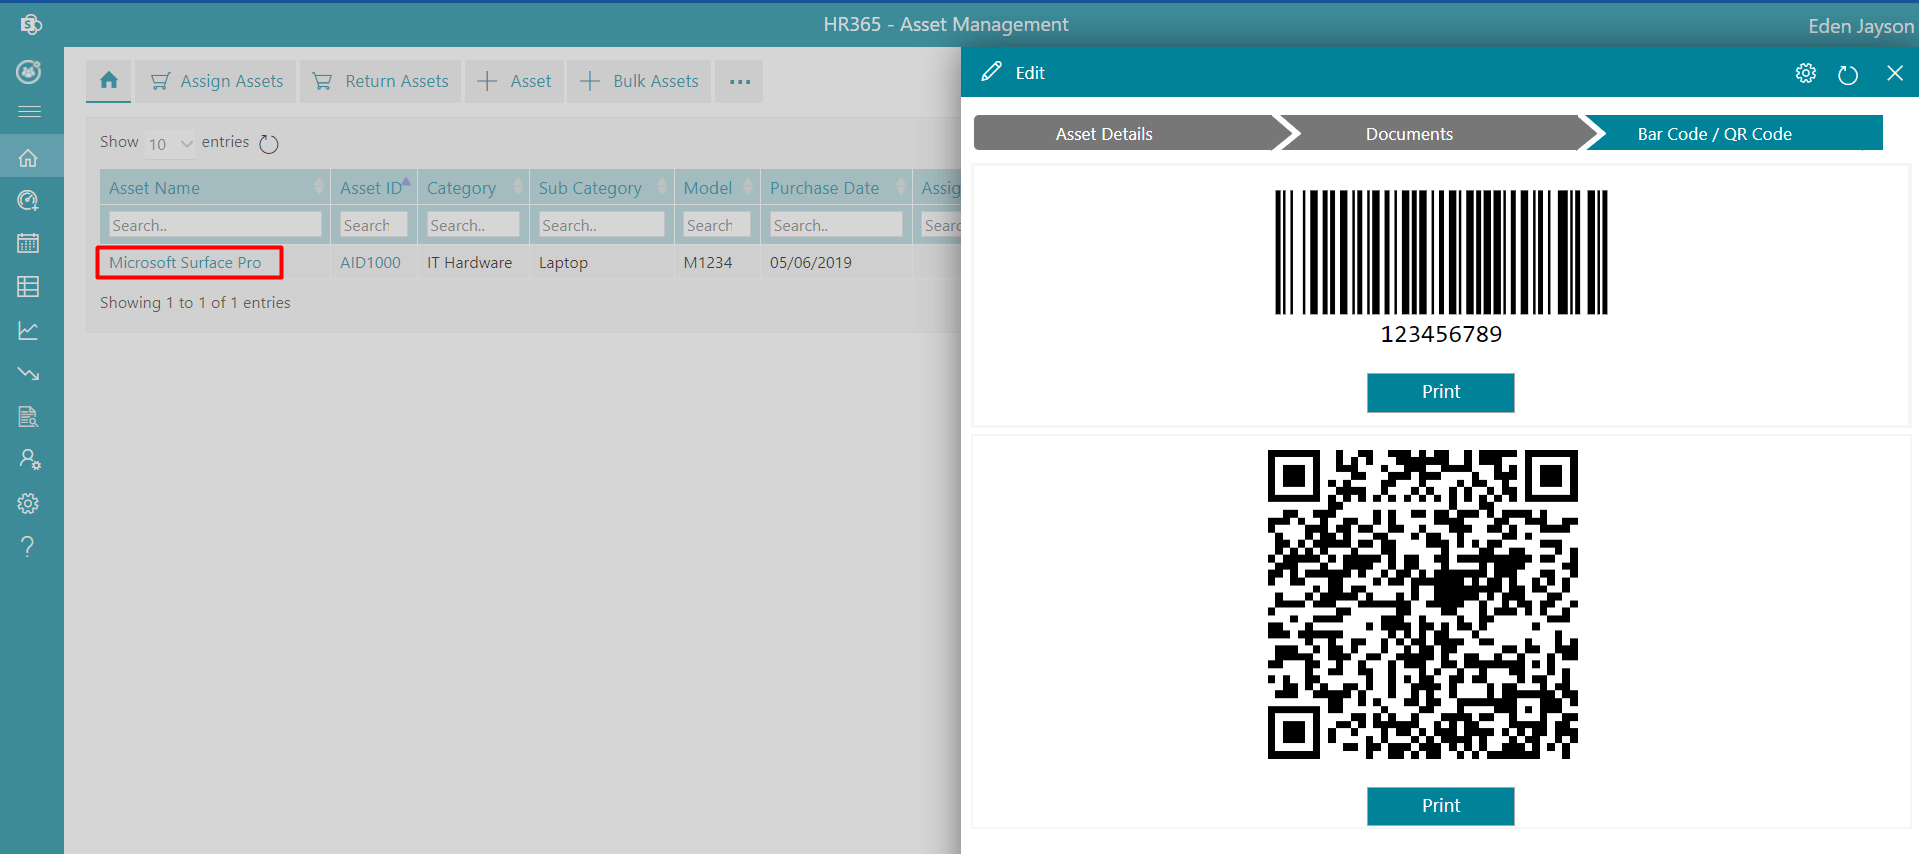 HR365 - Asset Management
Eden Jayson
Assign Assets
Return Assets
Asset
Bulk Assets
Show 10 entries
Asset Name Asset ID Category Sub Category Model Purchase Date Assig
Search.. Search Search.. Search.. Search Search.. Searc
Microsoft Surface Pro AID1000 IT Hardware Laptop M1234 05/06/2019
Showing 1 to 1 of 1 entries
Edit
Asset Details
Documents
Bar Code / QR Code
123456789
Print
Print